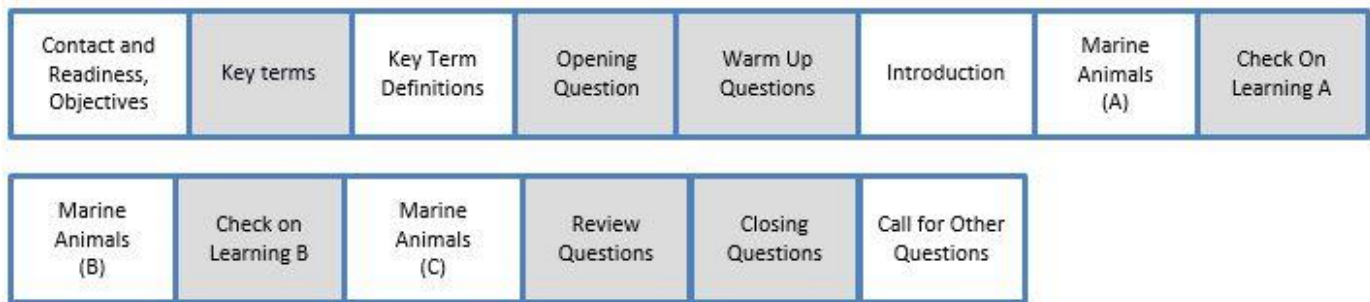 Contact and
Readiness,
Objectives
Key terms
Key Term
Definitions
Opening
Question
Warm Up
Questions
Introduction
Marine
Animals
(A)
Check On
Learning A
Marine
Animals
(B)
Check on
Learning B
Marine
Animals
(C)
Review
Questions
Closing
Questions
Call for Other
Questions